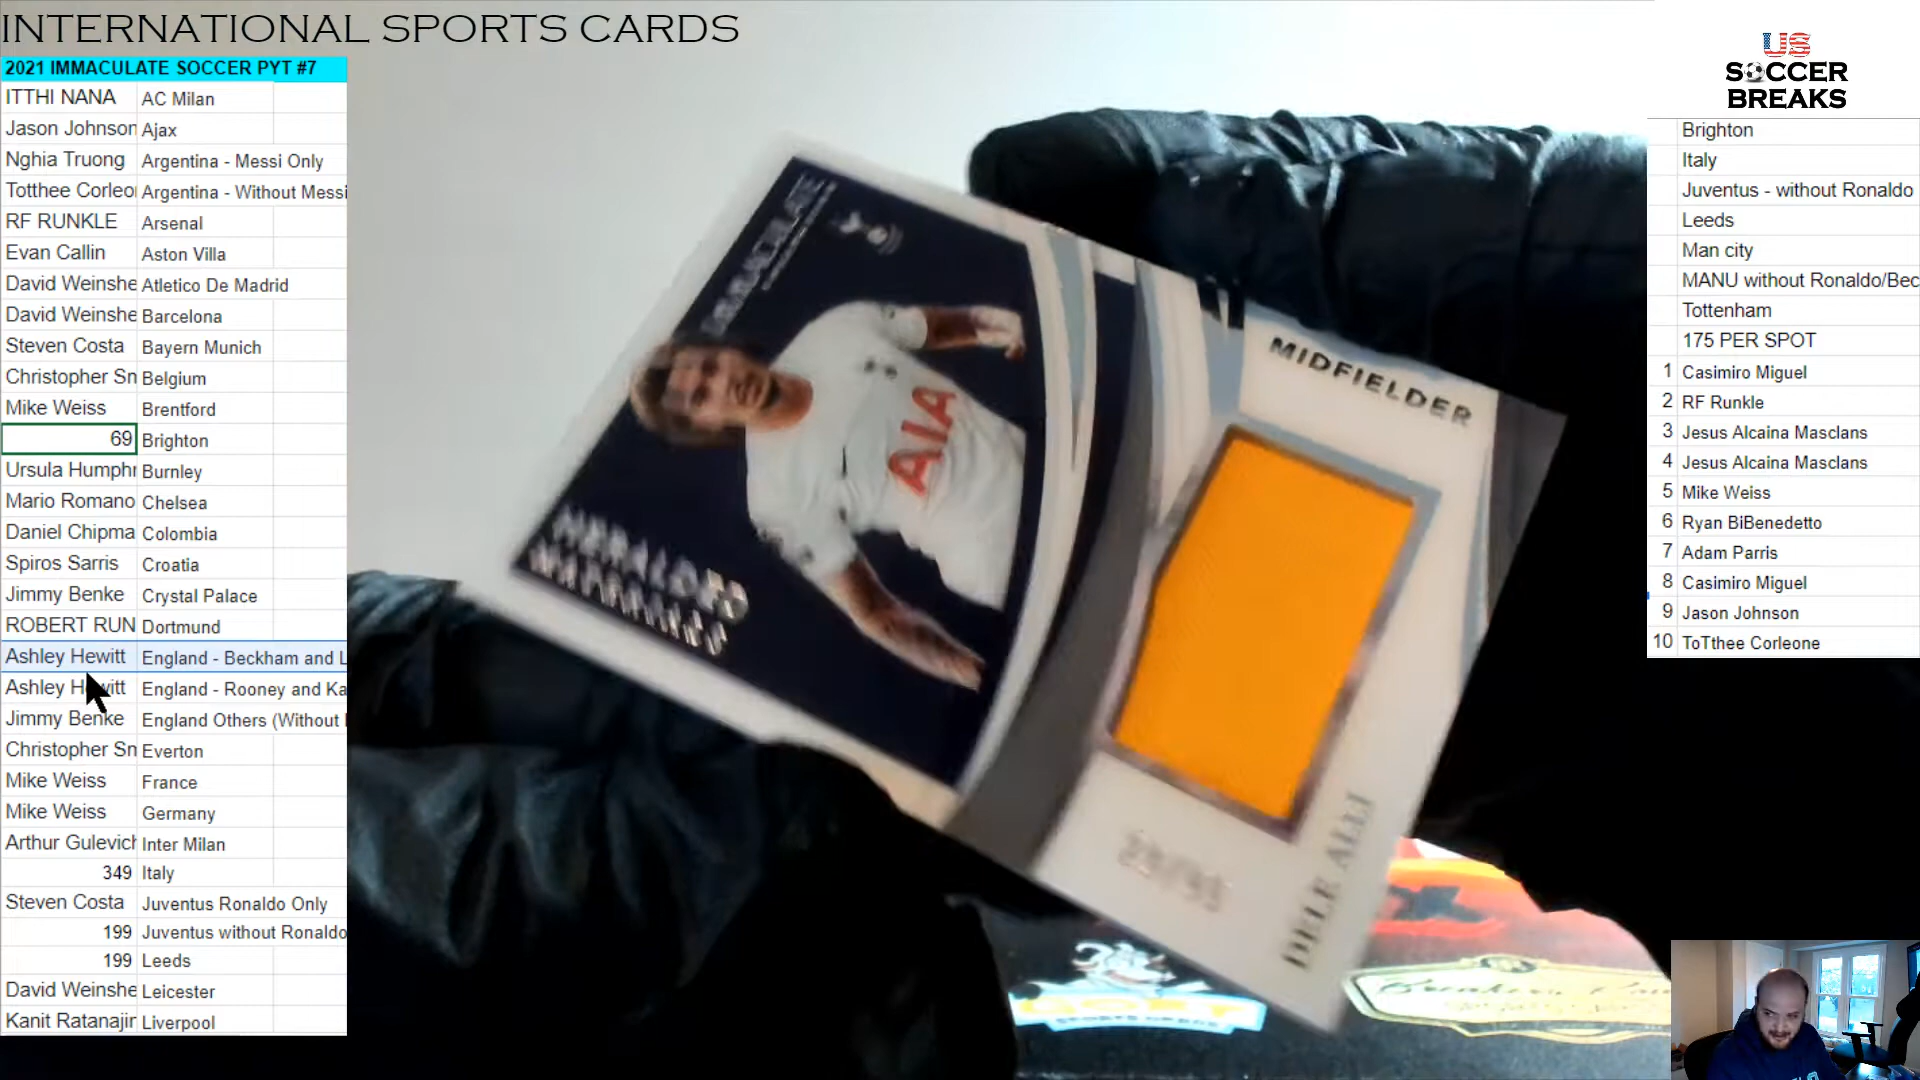 INTERNATIONAL SPORTS CARDS
2021 IMMACULATE SOCCER PYT #7
ITTHI NANA AC Milan
Jason Johnson Ajax
Nghia Truong Argentina - Messi Only
Totthee Corleo Argentina - Without Messi
RF RUNKLE Arsenal
Evan Callin Aston Villa
David Weinshe Atletico De Madrid
David Weinshe Barcelona
Steven Costa Bayern Munich
Christopher Sn Belgium
Mike Weiss Brentford
69 Brighton
Ursula Humphr Burnley
Mario Romano Chelsea
Daniel Chipma Colombia
Spiros Sarris Croatia
Jimmy Benke Crystal Palace
ROBERT RUN Dortmund
Ashley Hewitt England - Beckham and L
Ashley Hewitt England - Rooney and Ka
Jimmy Benke England Others (Without
Christopher Sn Everton
Mike Weiss France
Mike Weiss Germany
Arthur Gulevich Inter Milan
349 Italy
Steven Costa Juventus Ronaldo Only
199 Juventus without Ronaldo
199 Leeds
David Weinshe Leicester
Kanit Ratanajir Liverpool
IMMACULATE
AIA
MIDFIELDER
DELE ALLI
US
SOCCER
BREAKS
Brighton
Italy
Juventus - without Ronaldo
Leeds
Man city
MANU without Ronaldo/Bec
Tottenham
175 PER SPOT
1 Casimiro Miguel
2 RF Runkle
3 Jesus Alcaina Masclans
4 Jesus Alcaina Masclans
5 Mike Weiss
6 Ryan BiBenedetto
7 Adam Parris
8 Casimiro Miguel
9 Jason Johnson
10 ToTthee Corleone